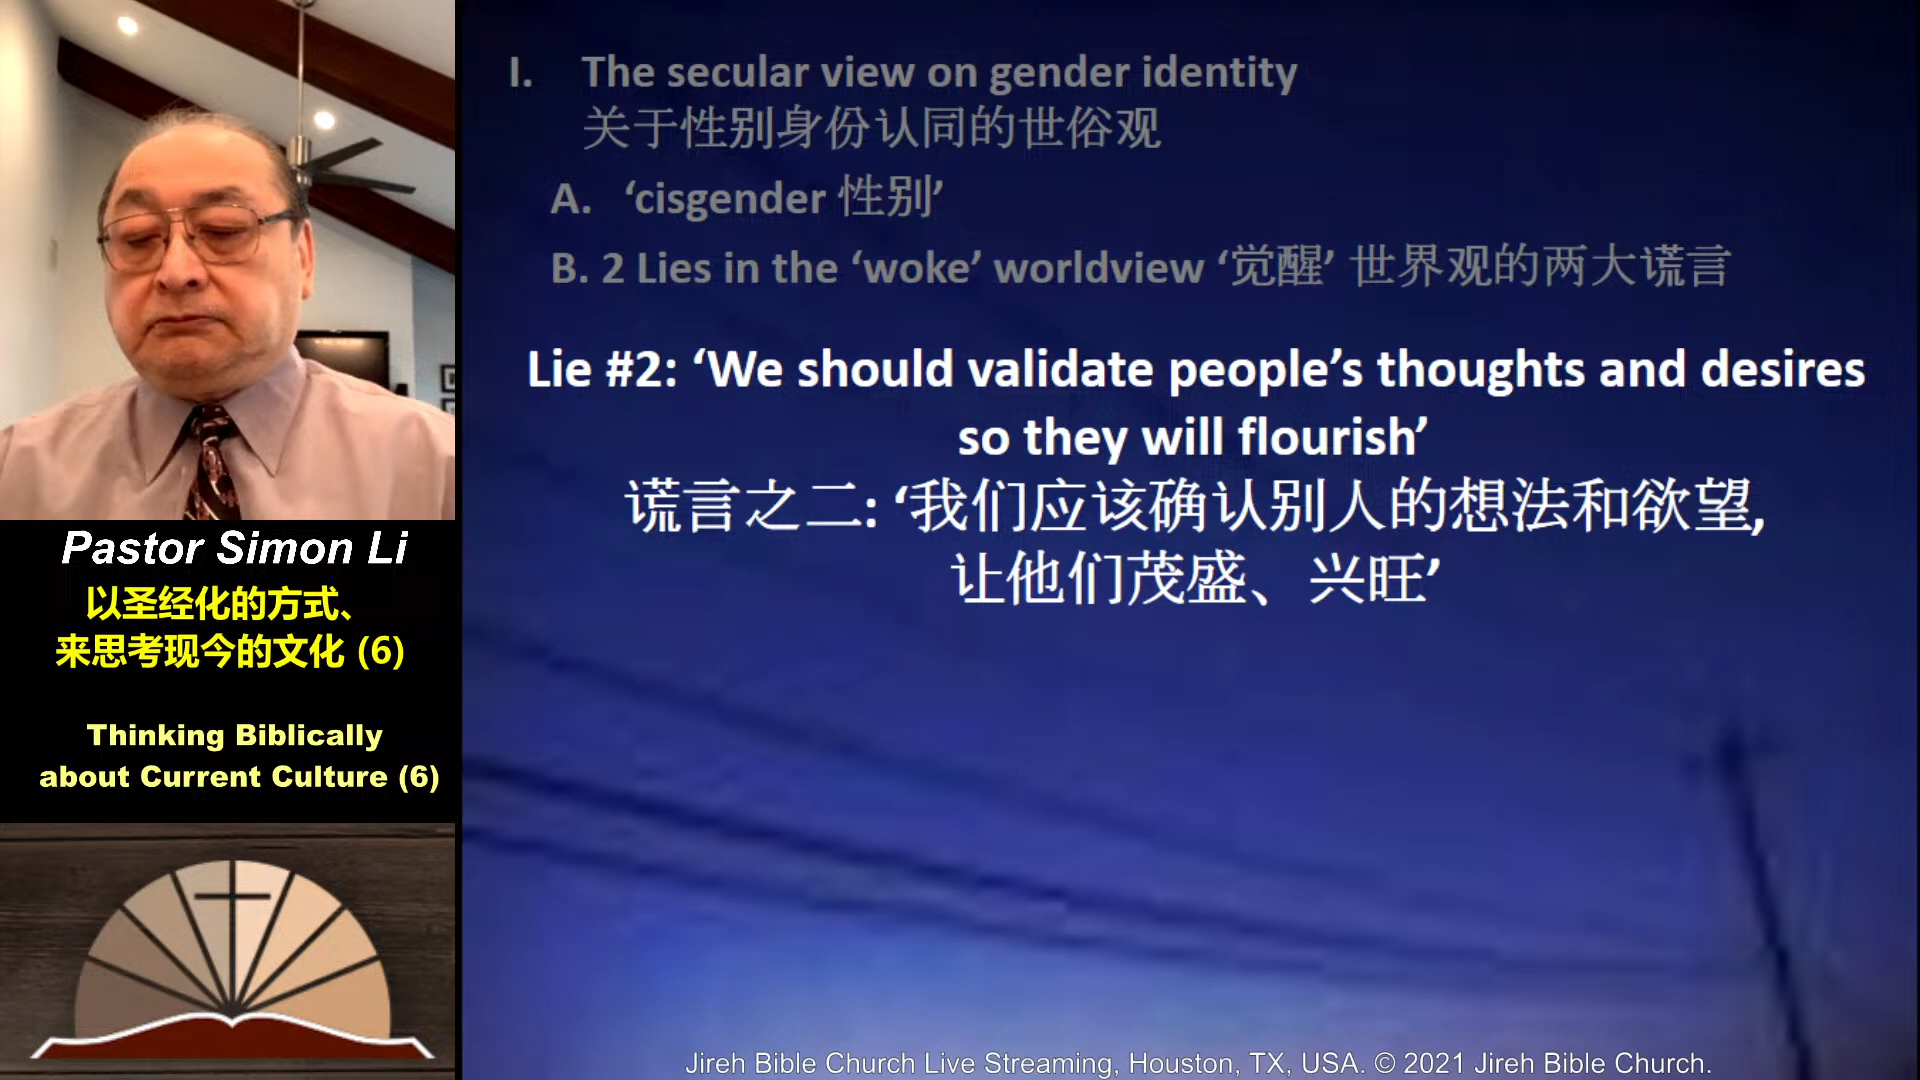 Pastor Simon Li
以圣经化的方式、
来思考现今的文化 (6)
Thinking Biblically
about Current Culture (6)
I. The secular view on gender identity
关于性别身份认同的世俗观
A. ‘cisgender 性别’
B. 2 Lies in the ‘woke’ worldview ‘觉醒’ 世界观的两大谎言
Lie #2: ‘We should validate people’s thoughts and desires
so they will flourish’
谎言之二: ‘我们应该确认别人的想法和欲望,
让他们茂盛、兴旺’
Jireh Bible Church Live Streaming, Houston, TX, USA. © 2021 Jireh Bible Church.